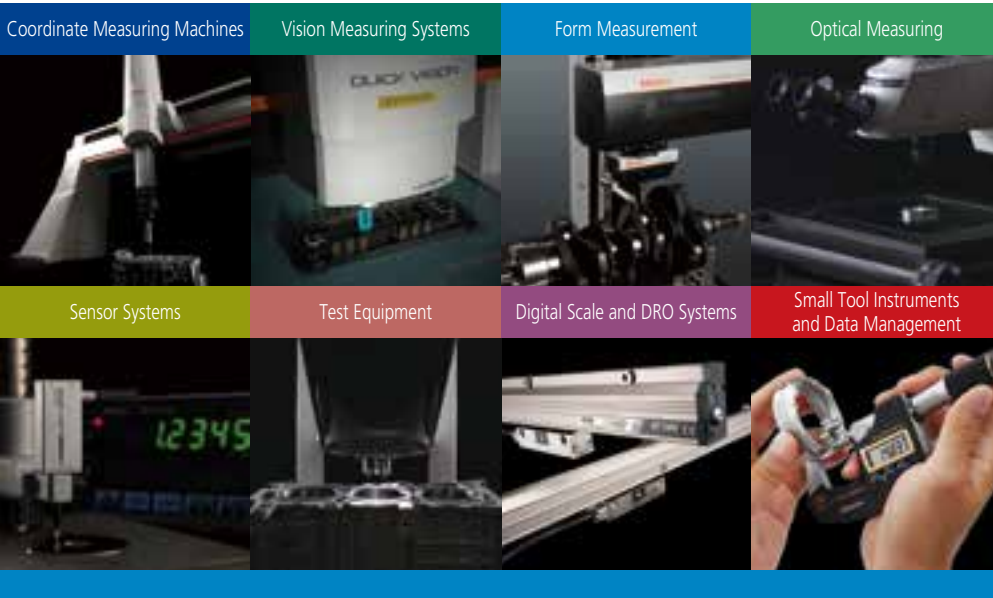 Coordinate Measuring Machines
Vision Measuring Systems
Form Measurement
Optical Measuring
QUICK VISION
Sensor Systems
Test Equipment
Digital Scale and DRO Systems
Small Tool Instruments
and Data Management
12345